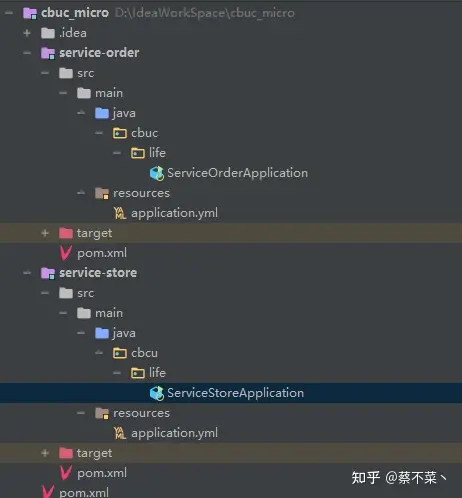 cbuc_micro D:\IdeaWorkSpace\cbuc_micro
.idea
service-order
src
main
java
cbuc
life
ServiceOrderApplication
resources
application.yml
target
pom.xml
service-store
src
main
java
cbcu
life
ServiceStoreApplication
resources
application.yml
target
pom.xml
pom.xml
知乎 @蔡不菜丶